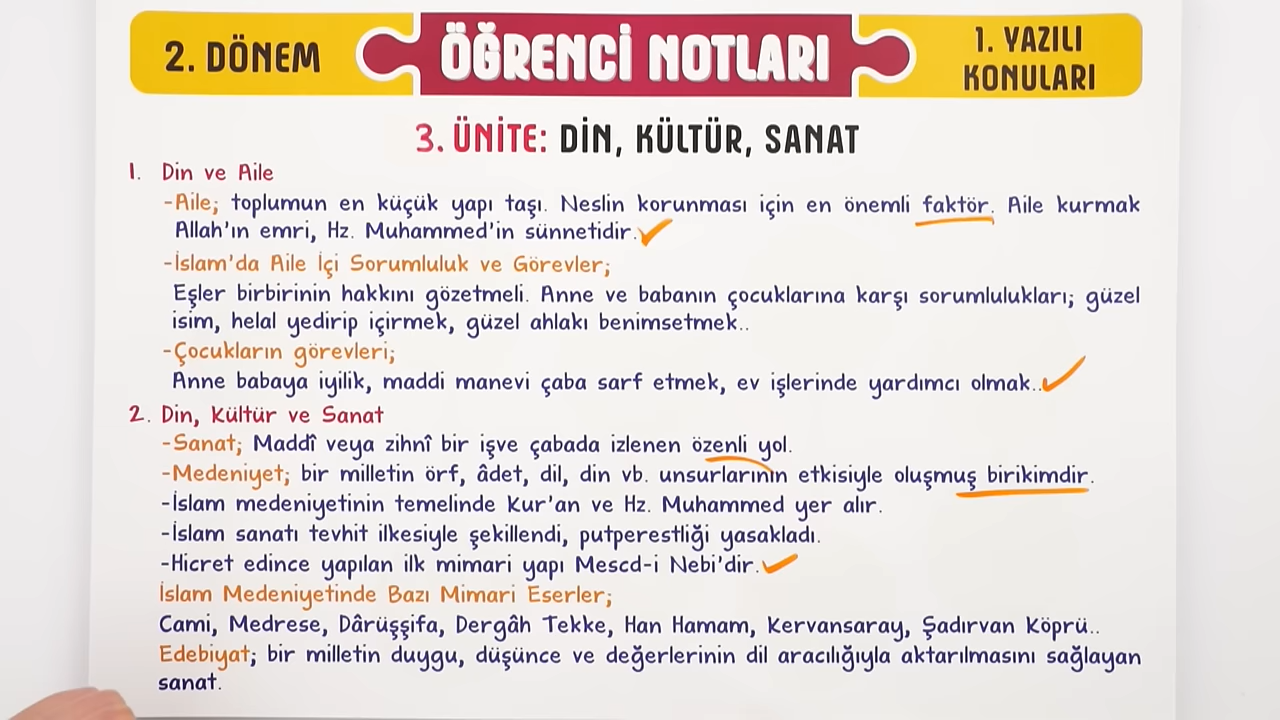 2. DÖNEM
ÖĞRENCİ NOTLARI
1. YAZILI
KONULARI
3. ÜNİTE: DİN, KÜLTÜR, SANAT
1. Din ve Aile
-Aile; toplumun en küçük yapı taşı. Neslin korunması için en önemli faktör. Aile kurmak
Allah'ın emri, Hz. Muhammed'in sünnetidir.
-İslam'da Aile İçi Sorumluluk ve Görevler;
Eşler birbirinin hakkını gözetmeli. Anne ve babanın çocuklarına karşı sorumlulukları; güzel
isim, helal yedirip içirmek, güzel ahlakı benimsetmek..
-Çocukların görevleri;
Anne babaya iyilik, maddi manevi çaba sarf etmek, ev işlerinde yardımcı olmak..
2. Din, Kültür ve Sanat
-Sanat; Maddî veya zihnî bir işve çabada izlenen özenli yol.
-Medeniyet; bir milletin örf, âdet, dil, din vb. unsurlarının etkisiyle oluşmuş birikimdir.
-İslam medeniyetinin temelinde Kur'an ve Hz. Muhammed yer alır.
-İslam sanatı tevhit ilkesiyle şekillendi, putperestliği yasakladı.
-Hicret edince yapılan ilk mimari yapı Mescd-i Nebi'dir.
İslam Medeniyetinde Bazı Mimari Eserler;
Cami, Medrese, Dârüşşifa, Dergâh Tekke, Han Hamam, Kervansaray, Şadırvan Köprü..
Edebiyat; bir milletin duygu, düşünce ve değerlerinin dil aracılığıyla aktarılmasını sağlayan
sanat.